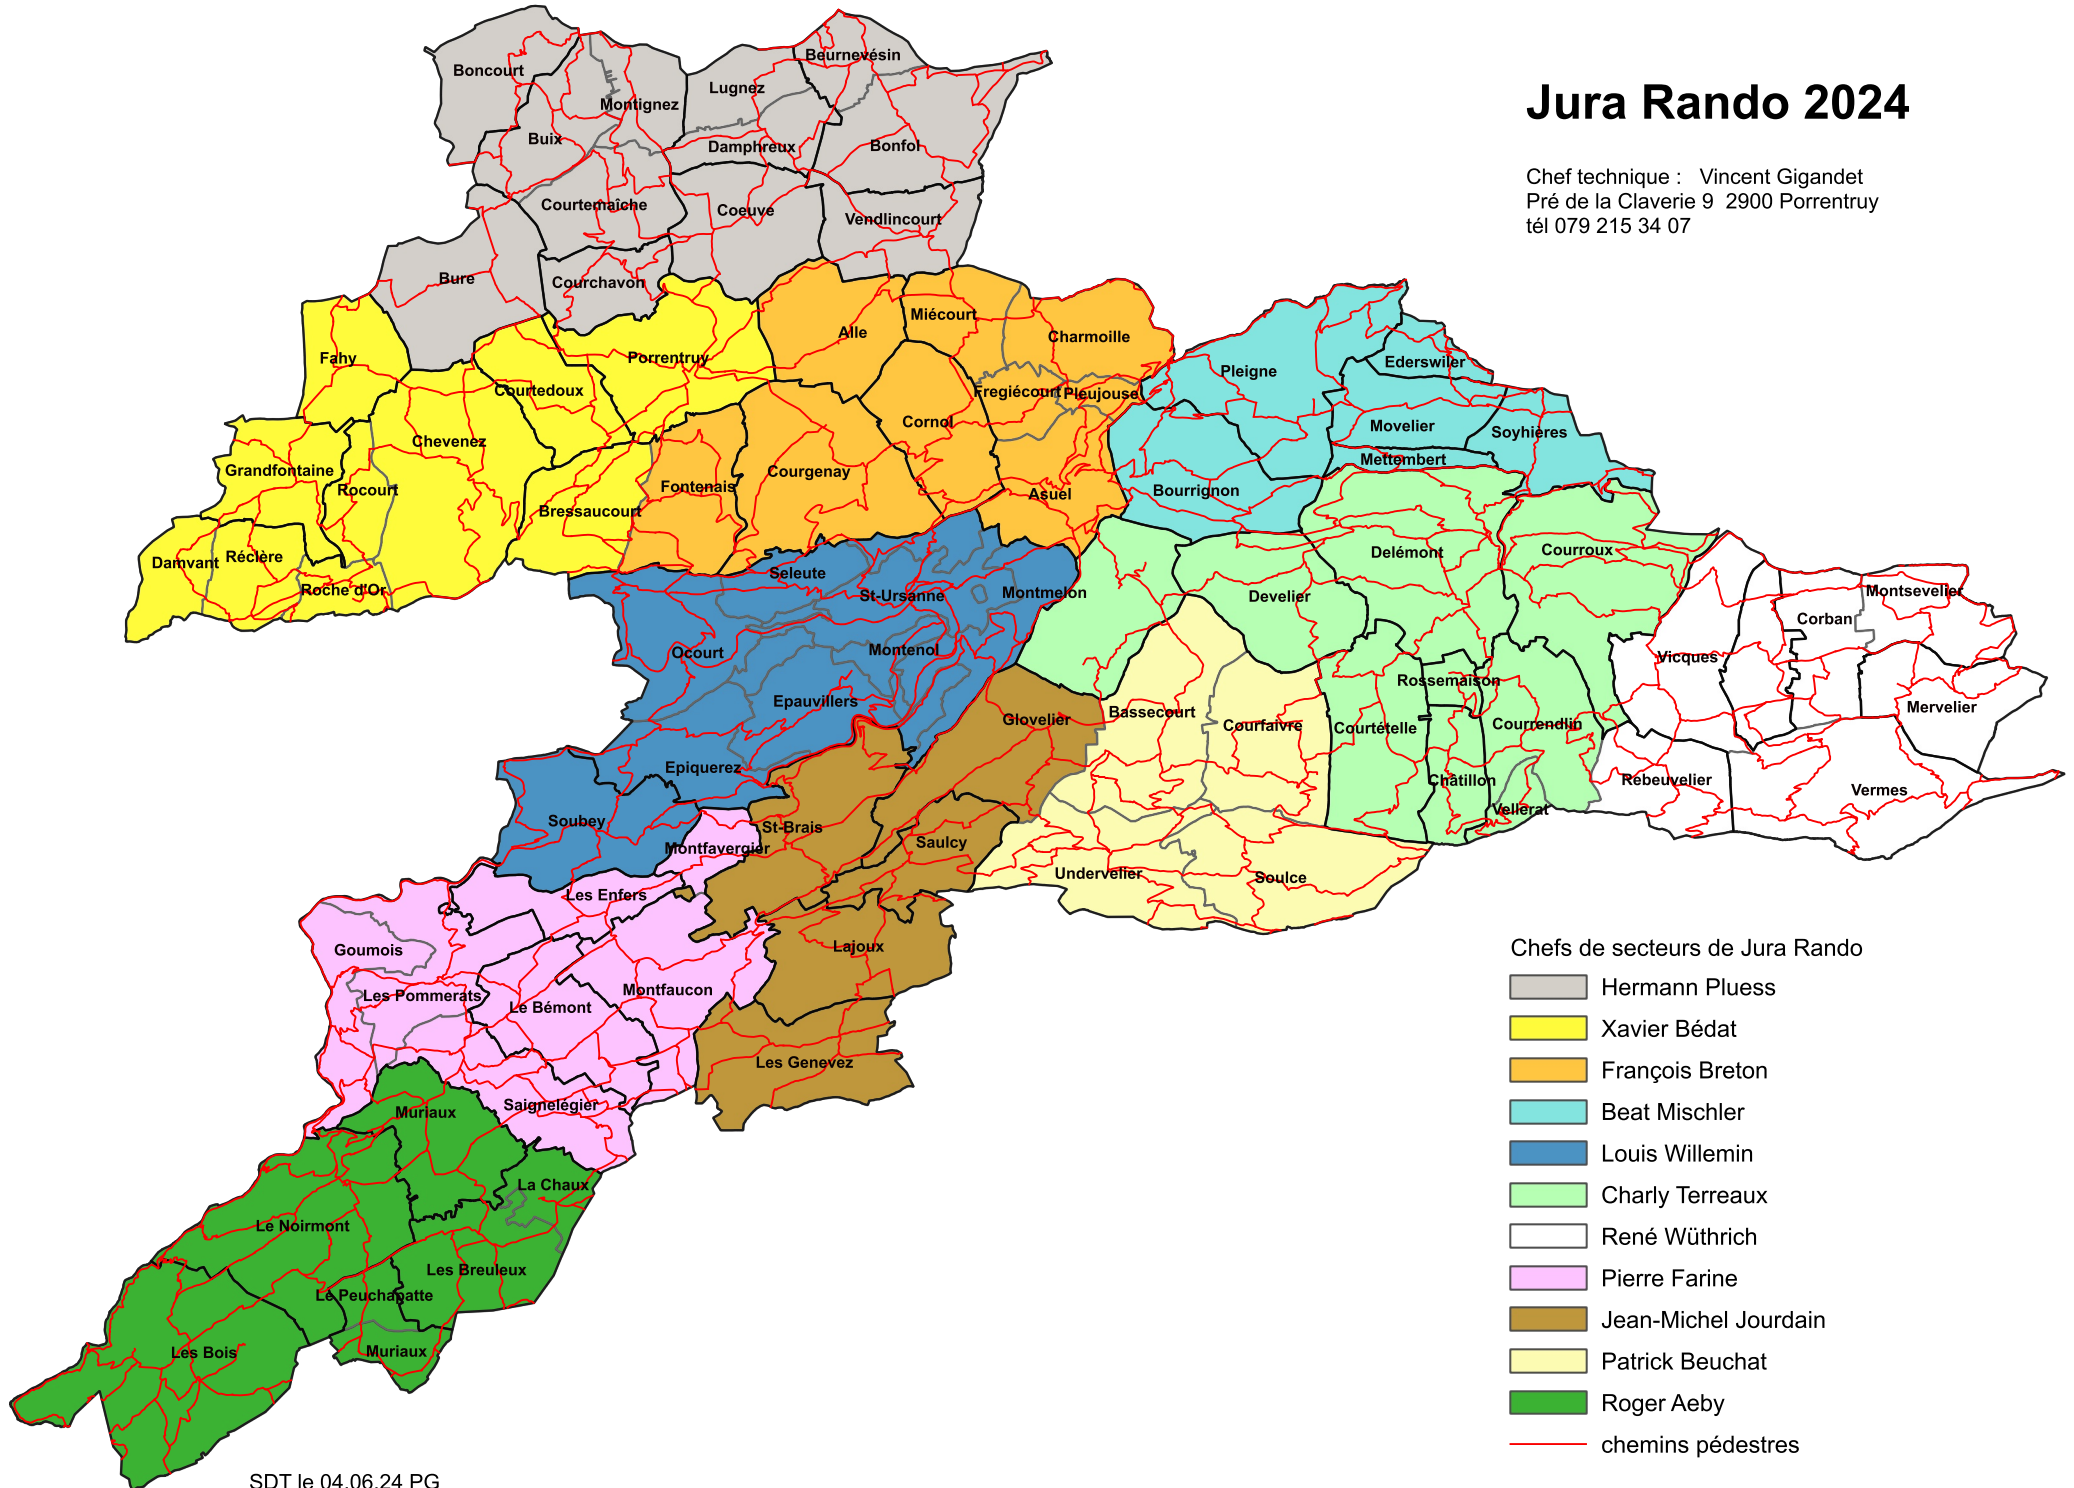 Jura Rando 2024
Chef technique : Vincent Gigandet
Pré de la Claverie 9 2900 Porrentruy
tél 079 215 34 07
Boncourt
Beurnevésin
Lugnez
Montignez
Buix
Damphreux
Bonfol
Courtemaîche
Coeuve
Vendlincourt
Bure
Courchavon
Fahy
Porrentruy
Alle
Miécourt
Charmoille
Courtedoux
Fregiécourt
Pleujouse
Chevenez
Cornol
Grandfontaine
Rocourt
Fontenais
Courgenay
Asuel
Bressaucourt
Damvant
Réclère
Roche d'Or
Pleigne
Ederswiler
Movelier
Soyhières
Mettembert
Bourrignon
Seleute
St-Ursanne
Montmelon
Develier
Delémont
Courroux
Montsevelier
Corban
Ocourt
Montenol
Vicques
Epauvillers
Glovelier
Bassecourt
Courfaivre
Rossemaison
Courtételle
Courrendlin
Mervelier
Epiquerez
Châtillon
Rebeuvelier
Vermes
Vellerat
Soubey
St-Brais
Montfavergier
Saulcy
Undervelier
Soulce
Les Enfers
Goumois
Lajoux
Les Pommerats
Le Bémont
Montfaucon
Les Genevez
Muriaux
Saignelégier
La Chaux
Le Noirmont
Les Breuleux
Le Peuchapatte
Muriaux
Les Bois
Chefs de secteurs de Jura Rando
Hermann Pluess
Xavier Bédat
François Breton
Beat Mischler
Louis Willemin
Charly Terreaux
René Wüthrich
Pierre Farine
Jean-Michel Jourdain
Patrick Beuchat
Roger Aeby
chemins pédestres
SDT le 04.06.24 PG